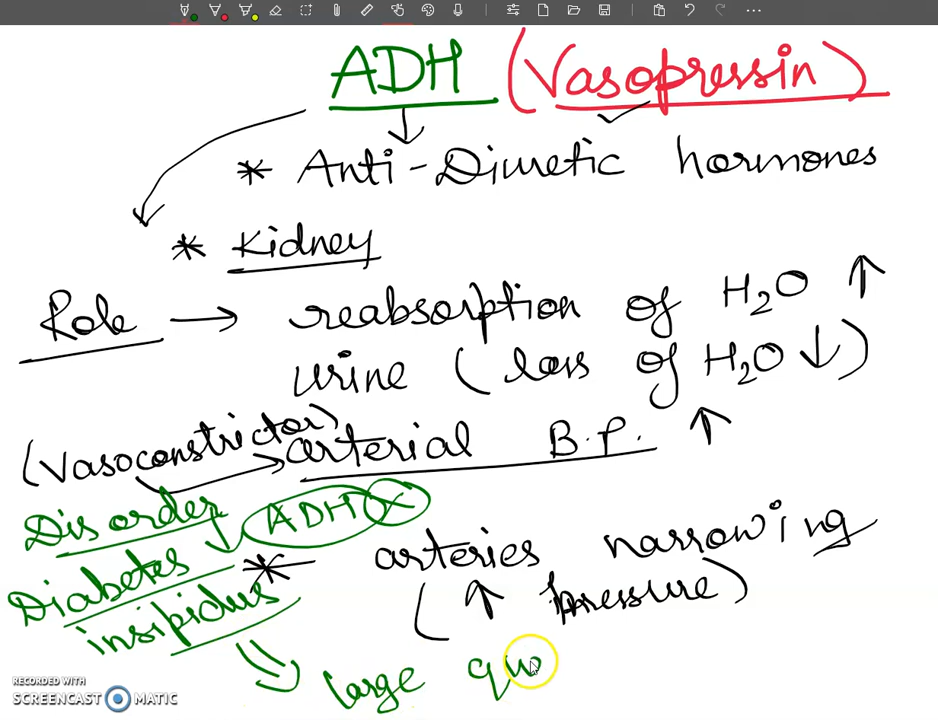 ADH (Vasopressin)
* Anti-Diuretic hormones
* Kidney
Role → reabsorption of H2O ↑
urine (loss of H2O ↓)
(Vasoconstrictor) → arterial B.P. ↑
Disorder ADH X
Diabetes * arteries narrowing
insipidus (↑ pressure)
large qu
RECORDED WITH
SCREENCAST O MATIC